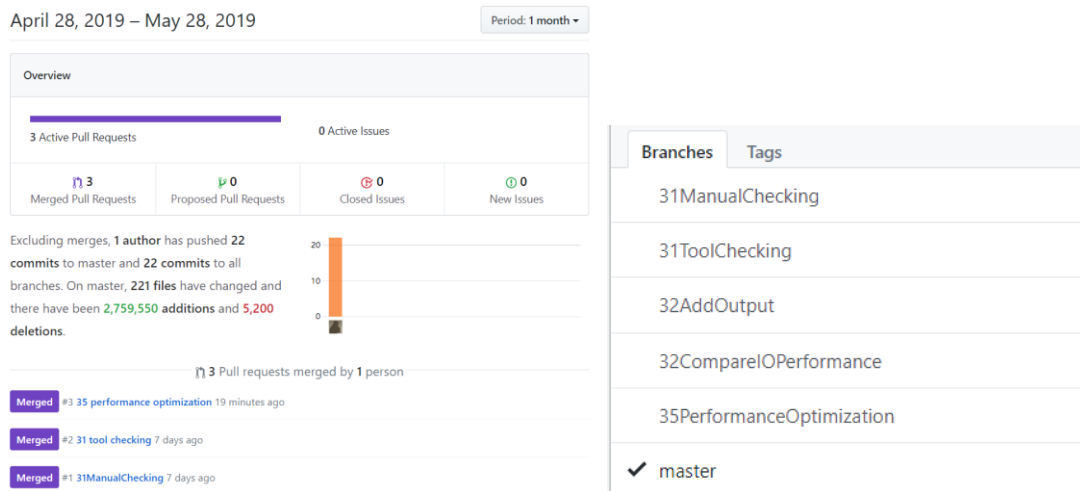 April 28, 2019 – May 28, 2019
Period: 1 month
Overview
3 Active Pull Requests
0 Active Issues
3
Merged Pull Requests
0
Proposed Pull Requests
0
Closed Issues
0
New Issues
Excluding merges, 1 author has pushed 22
commits to master and 22 commits to all
branches. On master, 221 files have changed and
there have been 2,759,550 additions and 5,200
deletions.
20
10
0
3 Pull requests merged by 1 person
Merged #3 35 performance optimization 19 minutes ago
Merged #2 31 tool checking 7 days ago
Merged #1 31ManualChecking 7 days ago
Branches Tags
31ManualChecking
31ToolChecking
32AddOutput
32CompareIOPerformance
35PerformanceOptimization
master